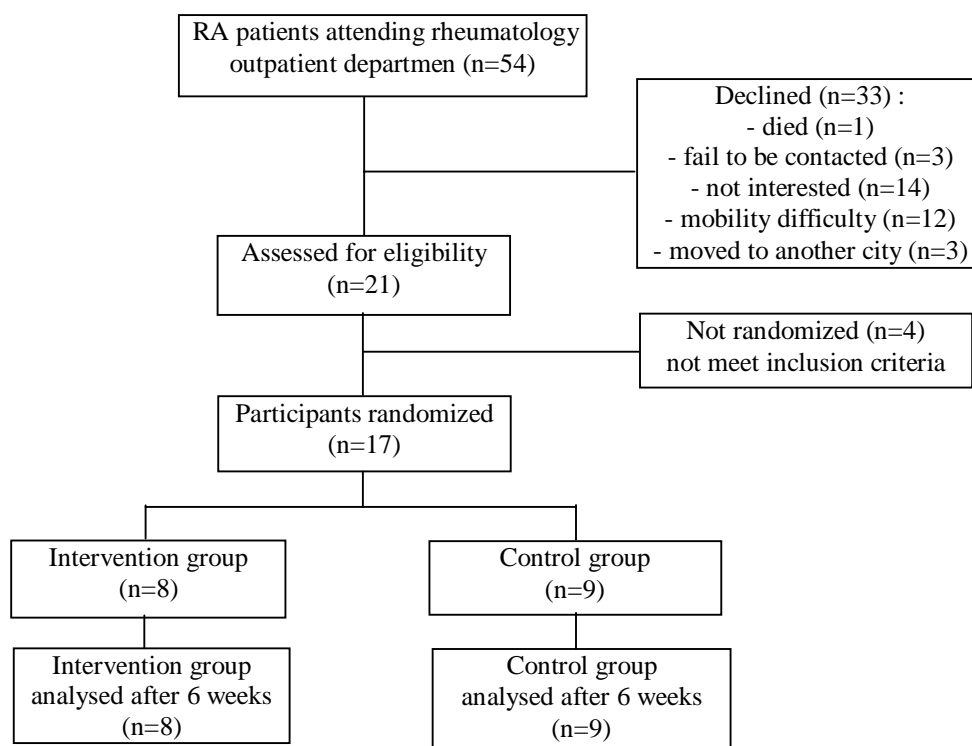 RA patients attending rheumatology
outpatient departmen (n=54)
Declined (n=33) :
- died (n=1)
- fail to be contacted (n=3)
- not interested (n=14)
- mobility difficulty (n=12)
- moved to another city (n=3)
Assessed for eligibility
(n=21)
Not randomized (n=4)
not meet inclusion criteria
Participants randomized
(n=17)
Intervention group
(n=8)
Control group
(n=9)
Intervention group
analysed after 6 weeks
(n=8)
Control group
analysed after 6 weeks
(n=9)